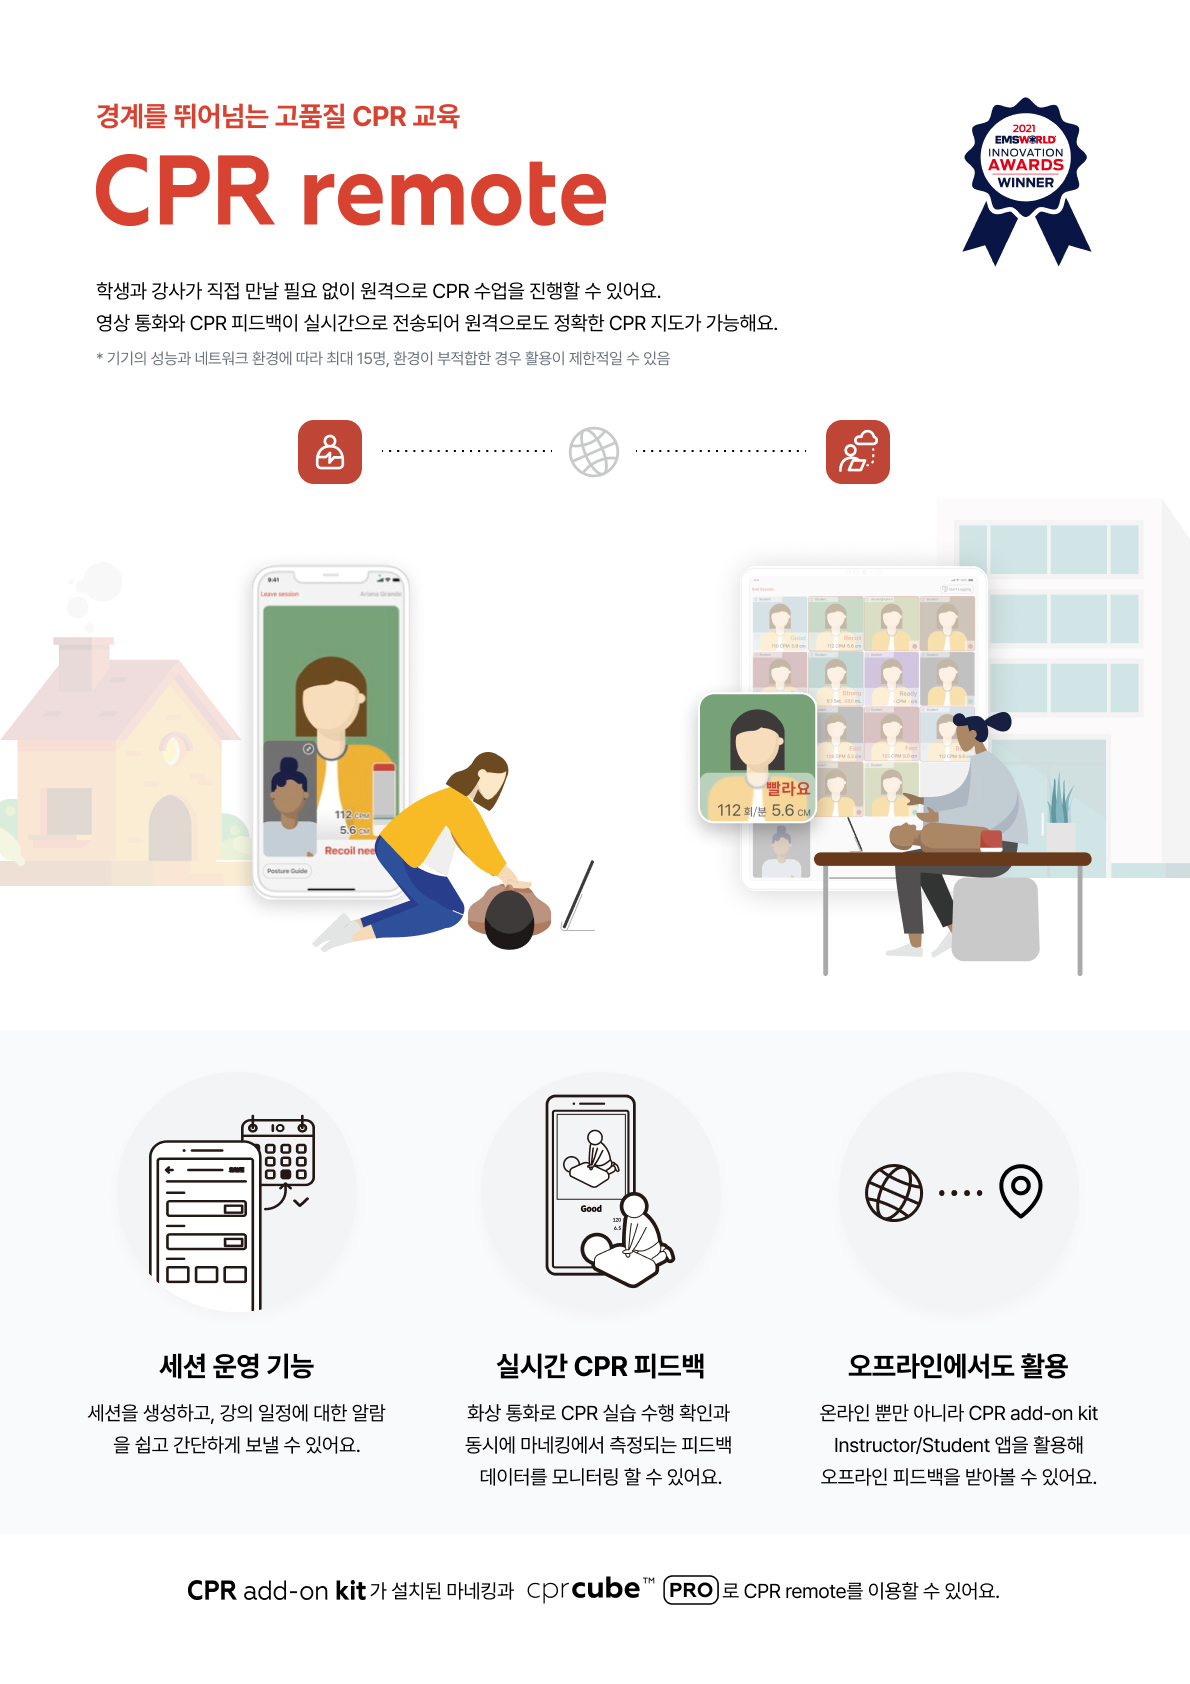 경계를 뛰어넘는 고품질 CPR 교육
CPR remote
2021
EMSWORLD
INNOVATION
AWARDS
WINNER
학생과 강사가 직접 만날 필요 없이 원격으로 CPR 수업을 진행할 수 있어요.
영상 통화와 CPR 피드백이 실시간으로 전송되어 원격으로도 정확한 CPR 지도가 가능해요.
* 기기의 성능과 네트워크 환경에 따라 최대 15명, 환경이 부적합한 경우 활용이 제한적일 수 있음
9:41
Leave session
Ariana Grande
112 CPM
5.6 CM
Recoil nee
Posture Guide
Good
Recoil
Strong
Ready
Fast
Fast
빨라요
112 회/분 5.6 CM
10
SAVE
Good
120
6.5
세션 운영 기능
세션을 생성하고, 강의 일정에 대한 알람
을 쉽고 간단하게 보낼 수 있어요.
실시간 CPR 피드백
화상 통화로 CPR 실습 수행 확인과
동시에 마네킹에서 측정되는 피드백
데이터를 모니터링 할 수 있어요.
오프라인에서도 활용
온라인 뿐만 아니라 CPR add-on kit
Instructor/Student 앱을 활용해
오프라인 피드백을 받아볼 수 있어요.
CPR add-on kit 가 설치된 마네킹과 cprcube™ PRO 로 CPR remote를 이용할 수 있어요.